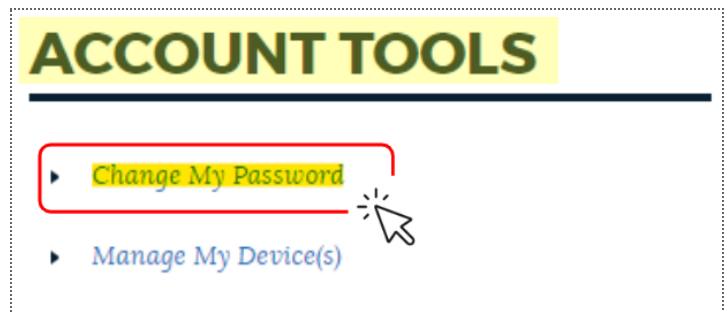 ACCOUNT TOOLS
Change My Password
Manage My Device(s)